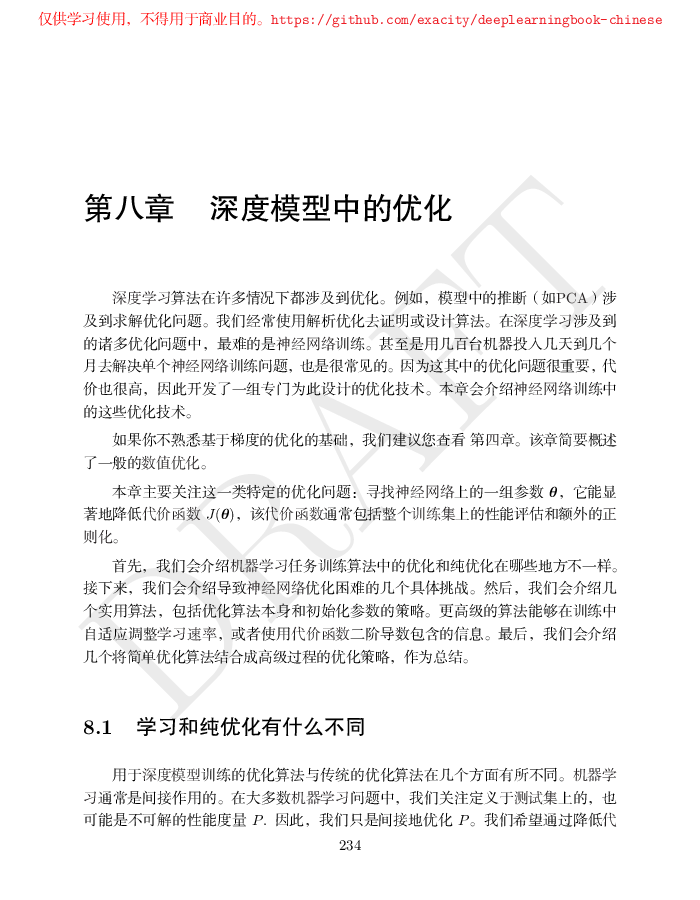 仅供学习使用，不得用于商业目的。https://github.com/exacity/deeplearningbook-chinese
第八章 深度模型中的优化
深度学习算法在许多情况下都涉及到优化。例如，模型中的推断（如PCA）涉
及到求解优化问题。我们经常使用解析优化去证明或设计算法。在深度学习涉及到
的诸多优化问题中，最难的是神经网络训练。甚至是用几百台机器投入几天到几个
月去解决单个神经网络训练问题，也是很常见的。因为这其中的优化问题很重要，代
价也很高，因此开发了一组专门为此设计的优化技术。本章会介绍神经网络训练中
的这些优化技术。
如果你不熟悉基于梯度的优化的基础，我们建议您查看 第四章。该章简要概述
了一般的数值优化。
本章主要关注这一类特定的优化问题：寻找神经网络上的一组参数 θ，它能显
著地降低代价函数 J(θ)，该代价函数通常包括整个训练集上的性能评估和额外的正
则化。
首先，我们会介绍机器学习任务训练算法中的优化和纯优化在哪些地方不一样。
接下来，我们会介绍导致神经网络优化困难的几个具体挑战。然后，我们会介绍几
个实用算法，包括优化算法本身和初始化参数的策略。更高级的算法能够在训练中
自适应调整学习速率，或者使用代价函数二阶导数包含的信息。最后，我们会介绍
几个将简单优化算法结合成高级过程的优化策略，作为总结。
8.1 学习和纯优化有什么不同
用于深度模型训练的优化算法与传统的优化算法在几个方面有所不同。机器学
习通常是间接作用的。在大多数机器学习问题中，我们关注定义于测试集上的，也
可能是不可解的性能度量 P. 因此，我们只是间接地优化 P。我们希望通过降低代
234
DRAFT